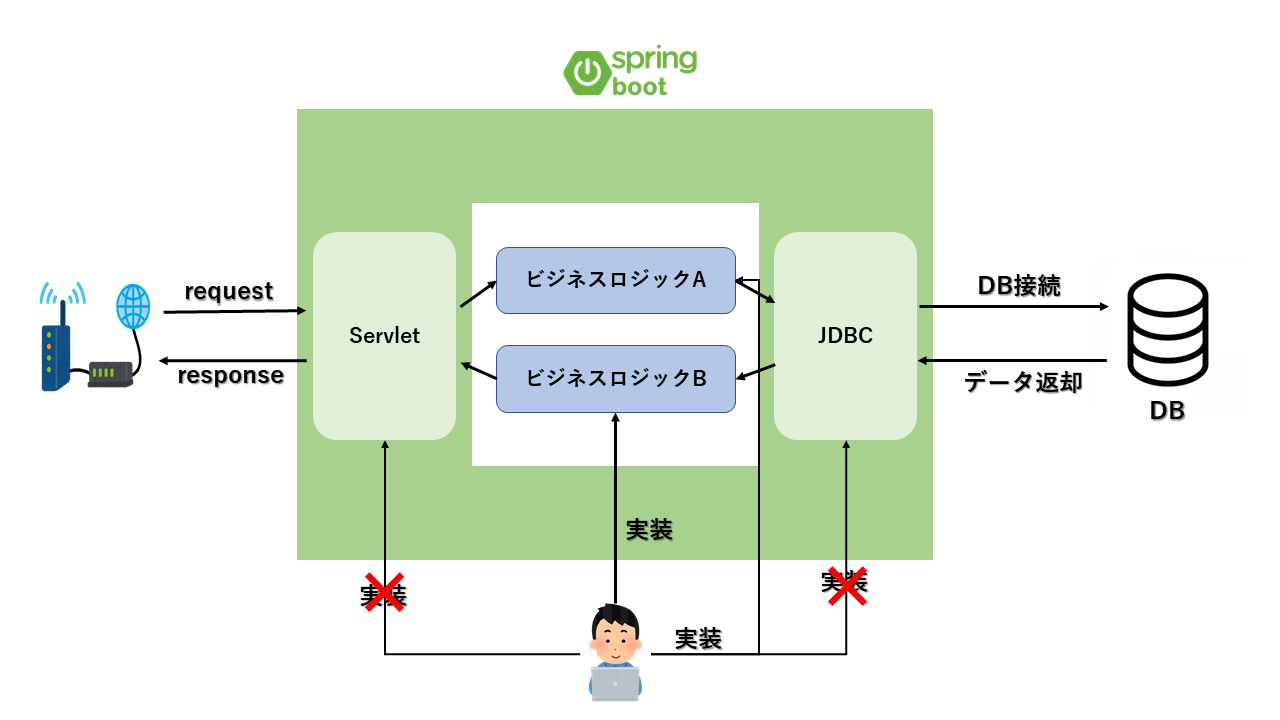 spring
boot
request
response
Servlet
ビジネスロジックA
ビジネスロジックB
JDBC
DB接続
データ返却
DB
実装
実装
実装
実装